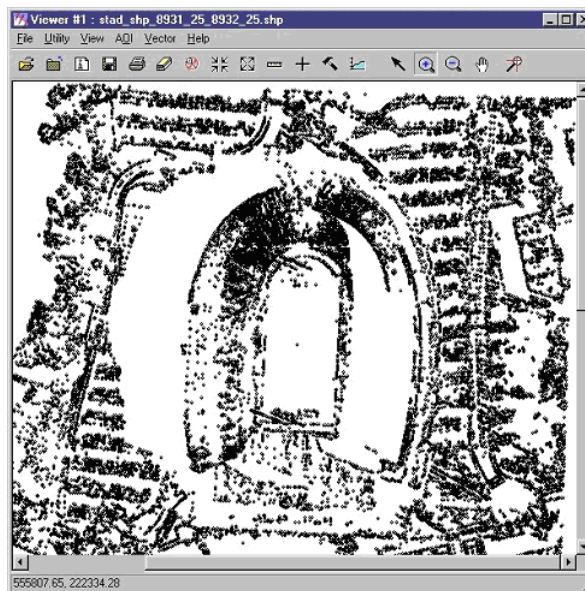 Viewer #1 : stad_shp_8931_25_8932_25.shp
File Utility View AOI Vector Help
555807.65, 222334.28